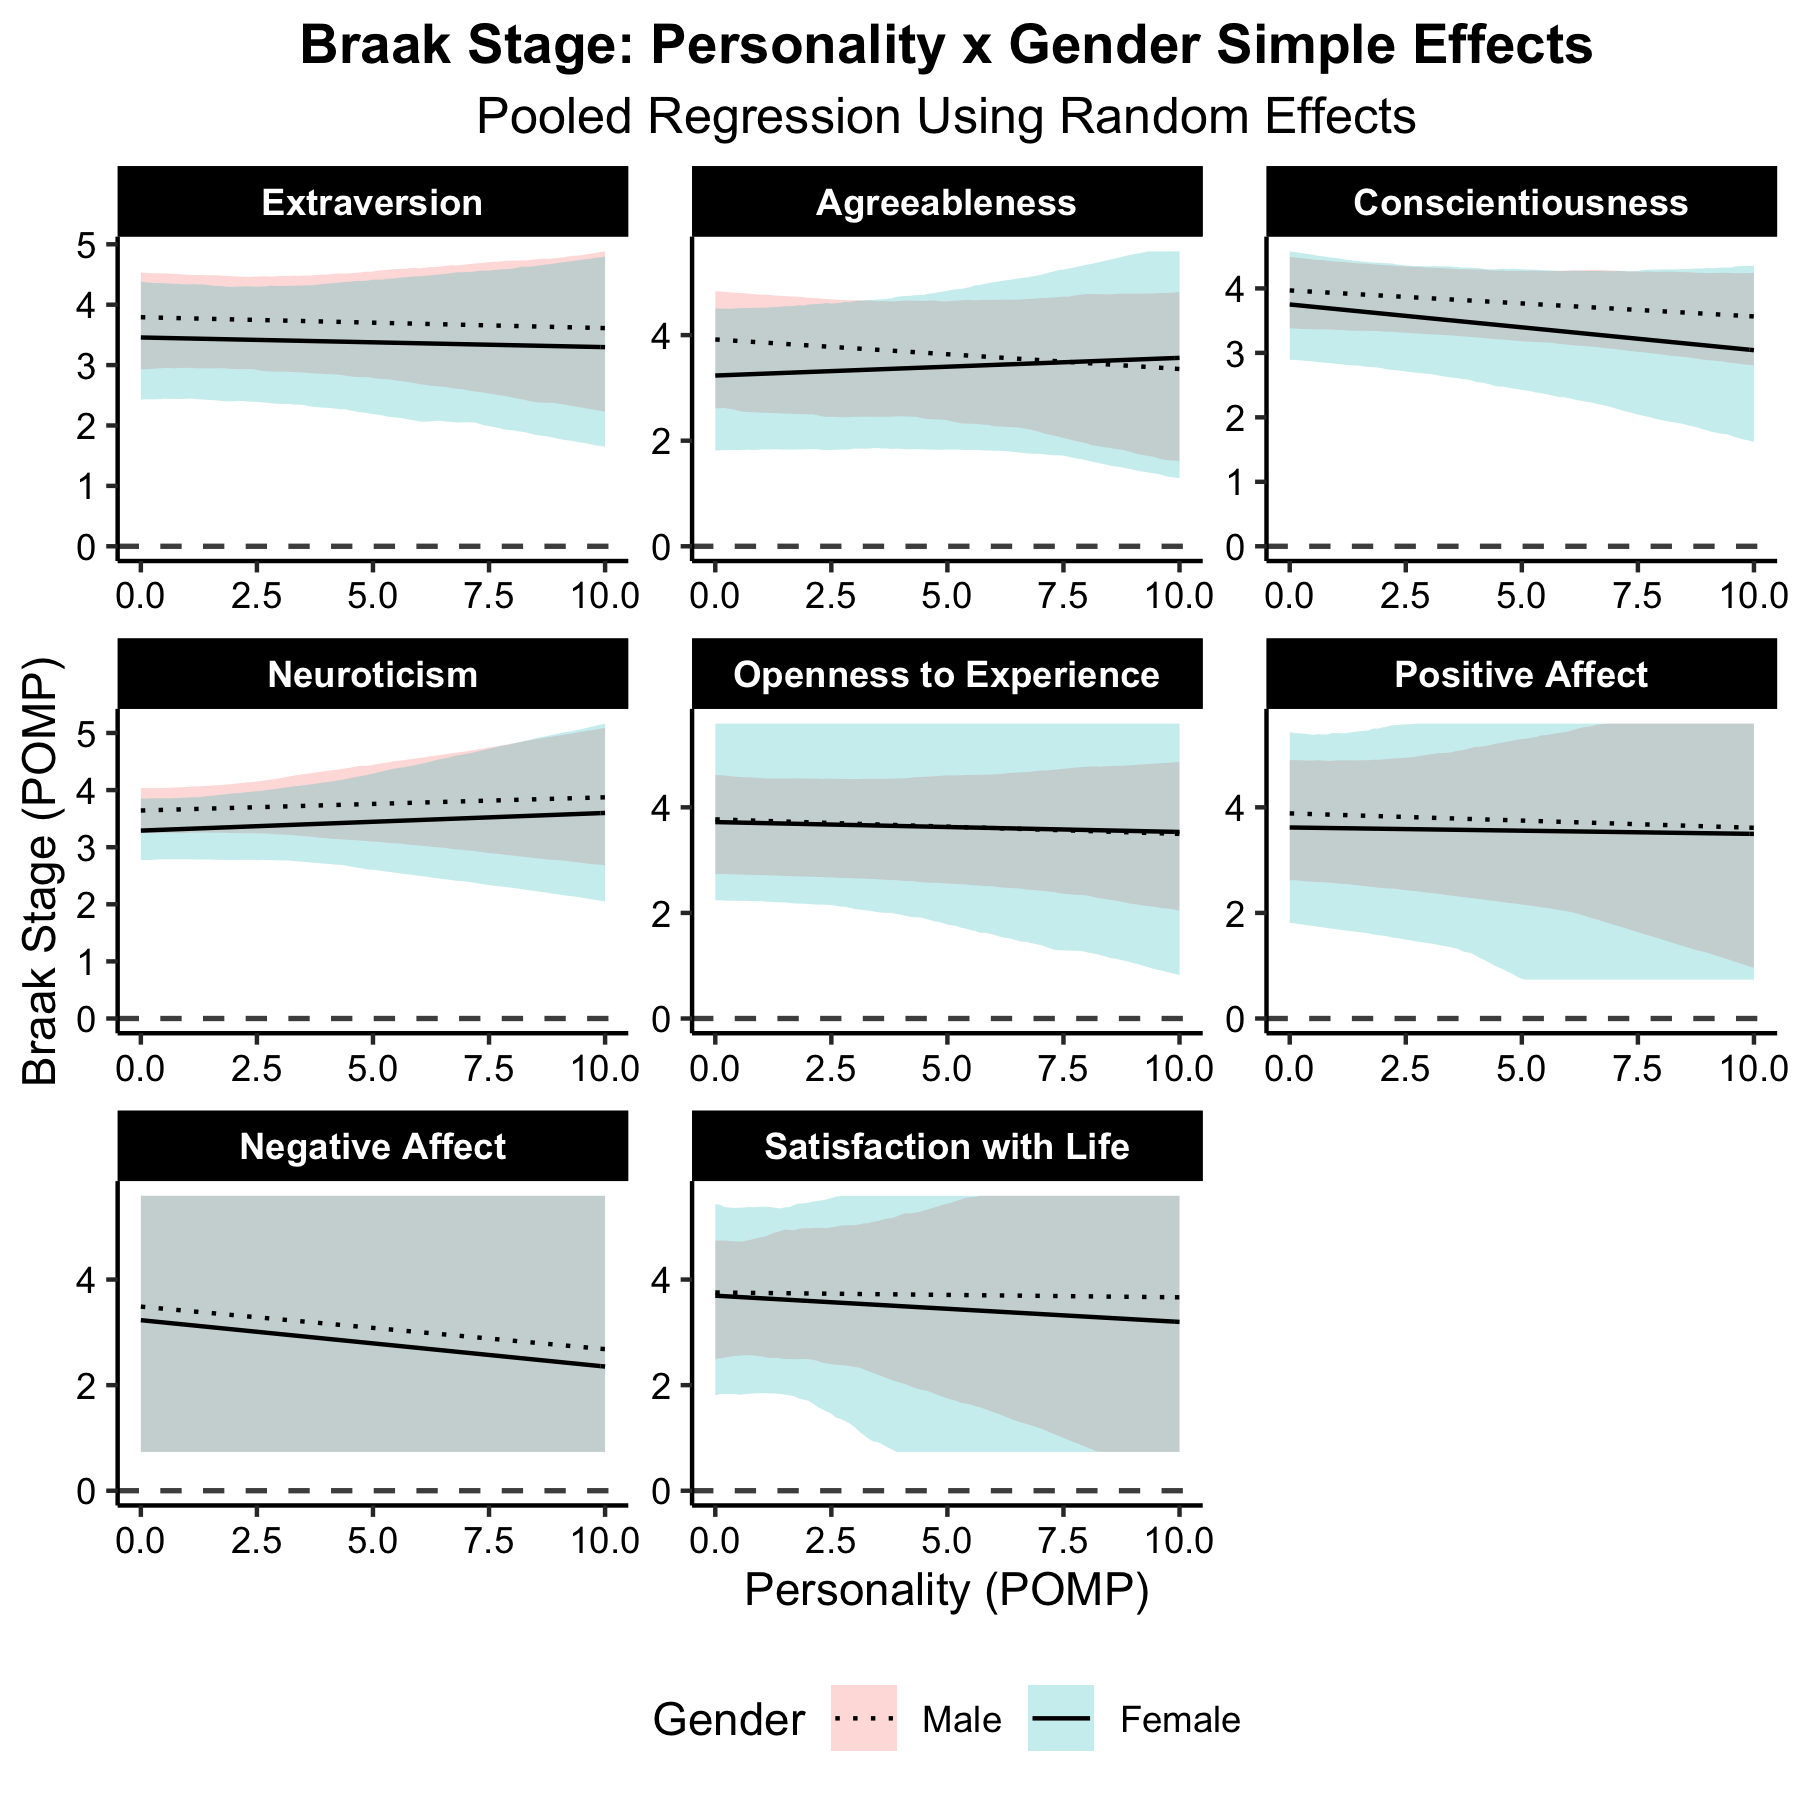 Braak Stage: Personality x Gender Simple Effects
Pooled Regression Using Random Effects
Extraversion
Agreeableness
Conscientiousness
5
4
3
2
1
0
0.0 2.5 5.0 7.5 10.0
4
2
0
0.0 2.5 5.0 7.5 10.0
4
3
2
1
0
0.0 2.5 5.0 7.5 10.0
Braak Stage (POMP)
Neuroticism
Openness to Experience
Positive Affect
5
4
3
2
1
0
0.0 2.5 5.0 7.5 10.0
4
2
0
0.0 2.5 5.0 7.5 10.0
4
2
0
0.0 2.5 5.0 7.5 10.0
Negative Affect
Satisfaction with Life
4
2
0
0.0 2.5 5.0 7.5 10.0
4
2
0
0.0 2.5 5.0 7.5 10.0
Personality (POMP)
Gender Male Female